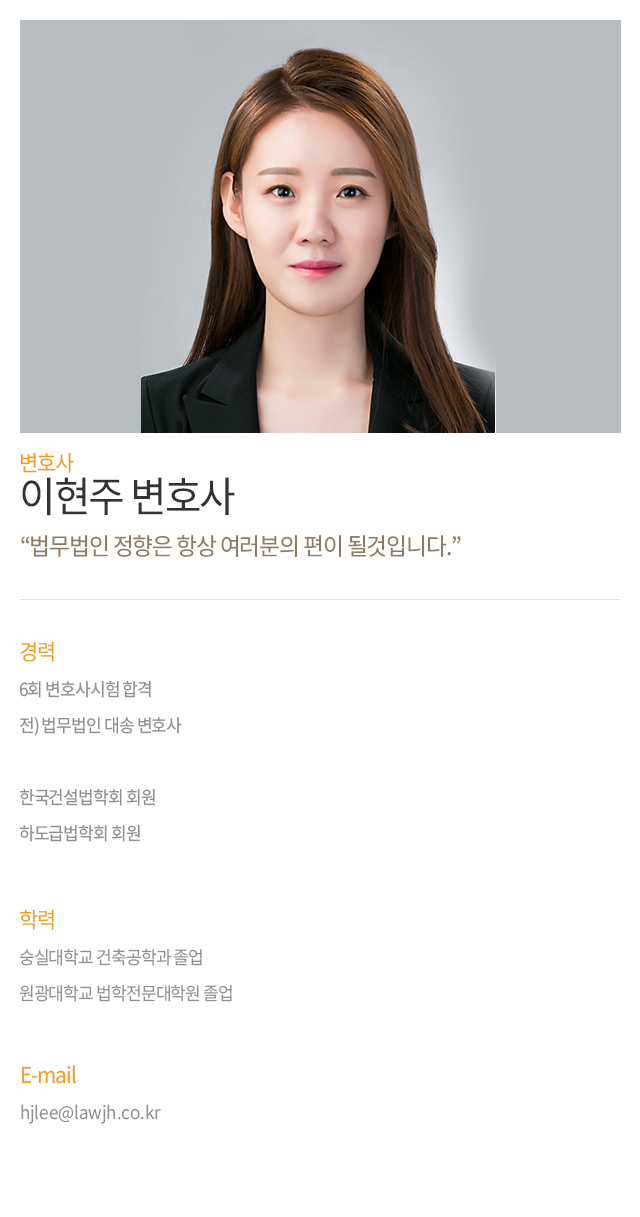 변호사
이현주 변호사
“법무법인 정향은 항상 여러분의 편이 될것입니다.”
경력
6회 변호사시험 합격
전) 법무법인 대송 변호사
한국건설법학회 회원
하도급법학회 회원
학력
숭실대학교 건축공학과 졸업
원광대학교 법학전문대학원 졸업
E-mail
hjlee@lawjh.co.kr